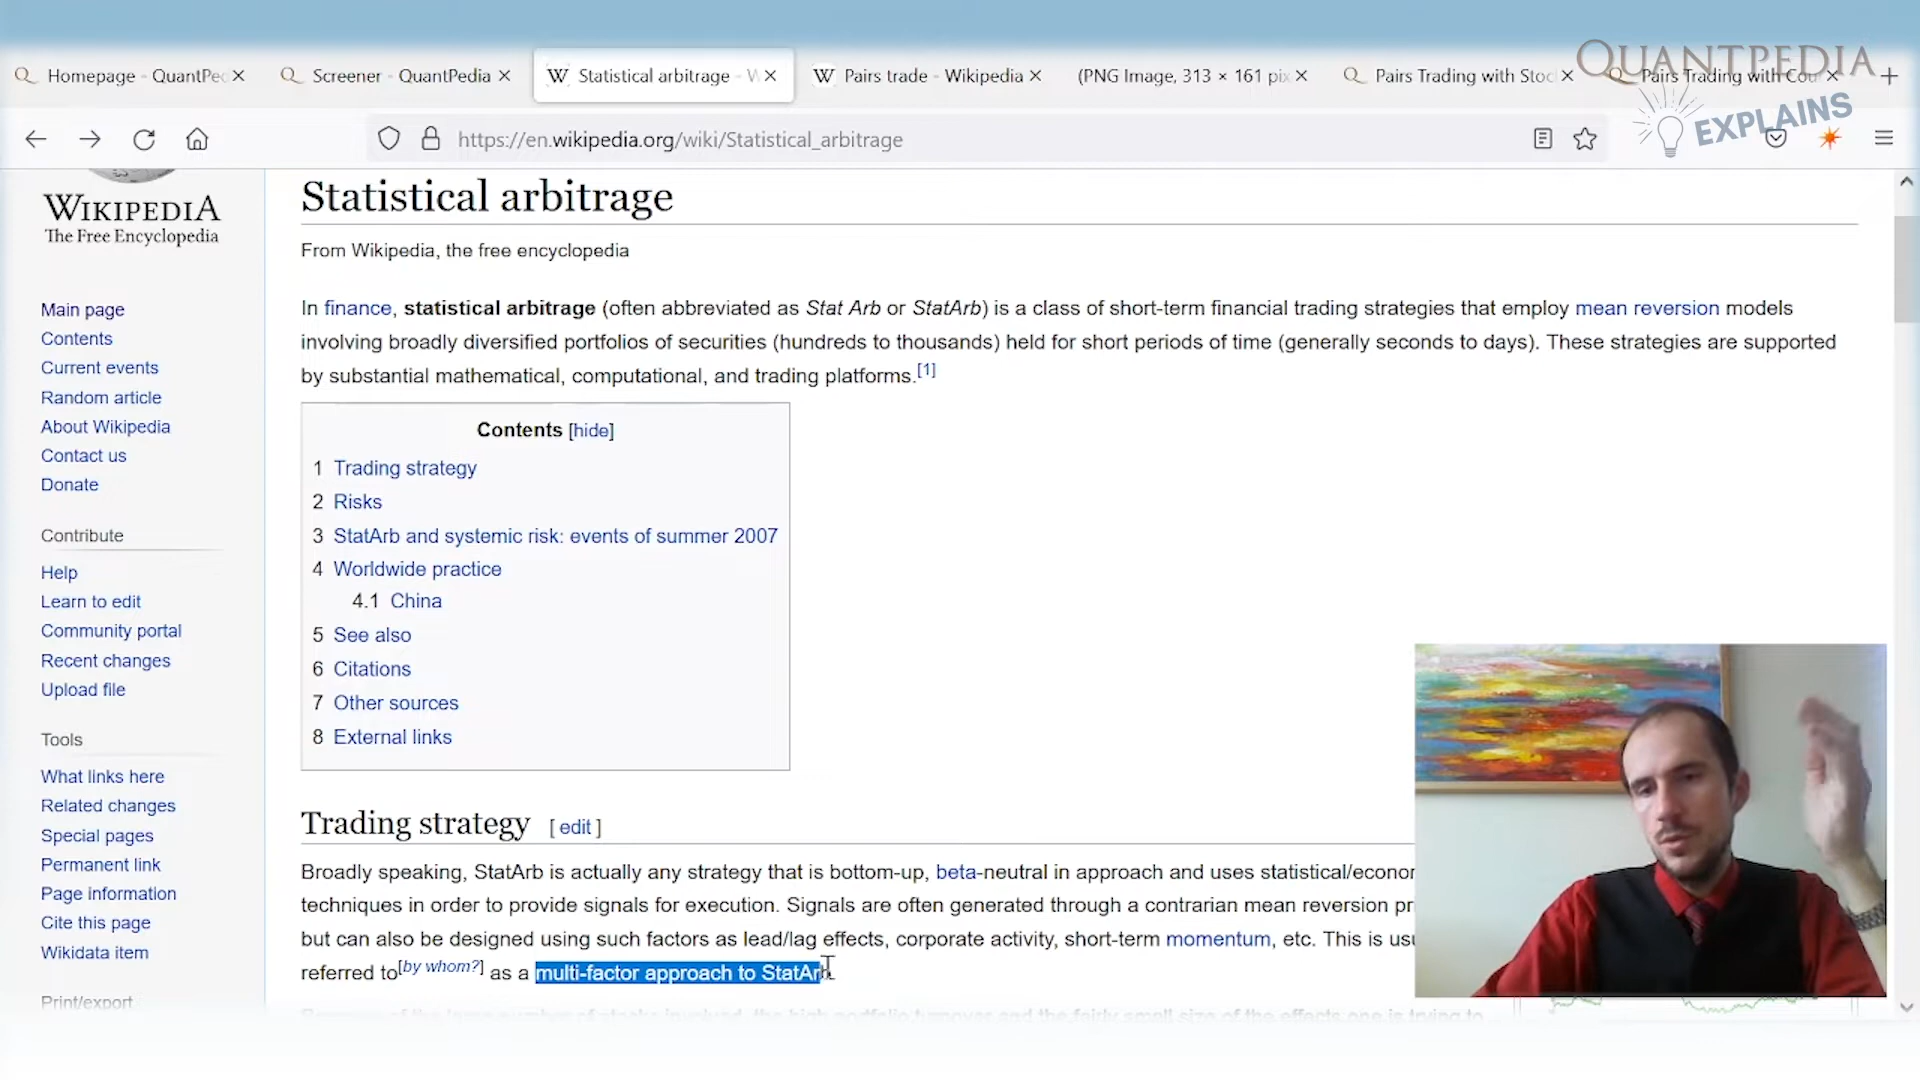 QUANTPEDIA
EXPLAINS
Homepage - QuantPed
Screener - QuantPedia
Statistical arbitrage - W
Pairs trade - Wikipedia
(PNG Image, 313 × 161 pix
Pairs Trading with Stoc
Pairs Trading with Cou
https://en.wikipedia.org/wiki/Statistical_arbitrage
WIKIPEDIA
The Free Encyclopedia
Main page
Contents
Current events
Random article
About Wikipedia
Contact us
Donate
Contribute
Help
Learn to edit
Community portal
Recent changes
Upload file
Tools
What links here
Related changes
Special pages
Permanent link
Page information
Cite this page
Wikidata item
Print/export
Statistical arbitrage
From Wikipedia, the free encyclopedia
In finance, statistical arbitrage (often abbreviated as Stat Arb or StatArb) is a class of short-term financial trading strategies that employ mean reversion models
involving broadly diversified portfolios of securities (hundreds to thousands) held for short periods of time (generally seconds to days). These strategies are supported
by substantial mathematical, computational, and trading platforms.[1]
Contents [hide]
1 Trading strategy
2 Risks
3 StatArb and systemic risk: events of summer 2007
4 Worldwide practice
4.1 China
5 See also
6 Citations
7 Other sources
8 External links
Trading strategy [ edit ]
Broadly speaking, StatArb is actually any strategy that is bottom-up, beta-neutral in approach and uses statistical/econor
techniques in order to provide signals for execution. Signals are often generated through a contrarian mean reversion pr
but can also be designed using such factors as lead/lag effects, corporate activity, short-term momentum, etc. This is usu
referred to[by whom?] as a multi-factor approach to StatArb.